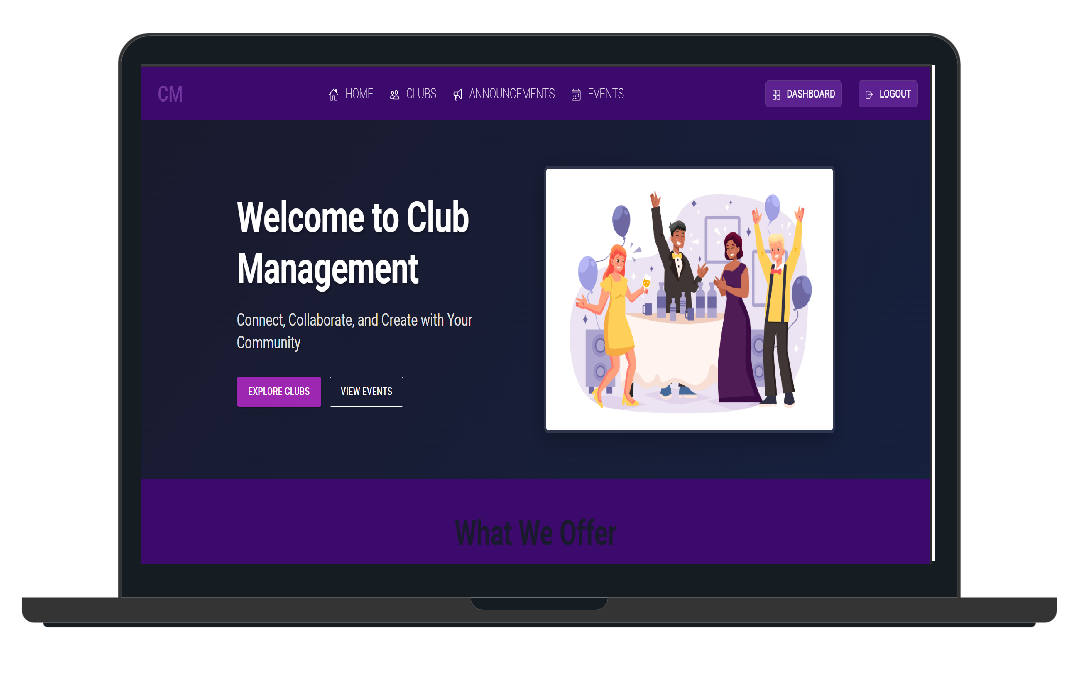 CM
HOME
CLUBS
ANNOUNCEMENTS
EVENTS
DASHBOARD
LOGOUT
Welcome to Club
Management
Connect, Collaborate, and Create with Your
Community
EXPLORE CLUBS
VIEW EVENTS
What We Offer